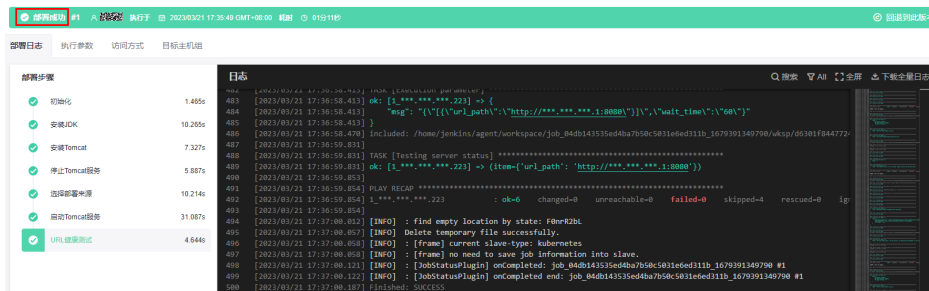 部署成功 #1 执行于 2023/03/21 17:35:49 GMT+08:00 耗时 01分11秒 回退到此版本
部署日志 执行参数 访问方式 目标主机组
部署步骤
初始化 1.465s
安装JDK 10.265s
安装Tomcat 7.327s
停止Tomcat服务 5.887s
选择部署来源 10.214s
启动Tomcat服务 31.087s
URL健康测试 4.644s
日志 搜索 All 全屏 下载全量日志
482 [2023/03/21 17:36:58.413] TASK [Execution parameter]
483 [2023/03/21 17:36:58.413] ok: [1_***.***.***.223] => {
484 [2023/03/21 17:36:58.413] "msg": "{\"[{\"url_path\":\"http://***.***.***.1:8080\"}]\",\"wait_time\":\"60\"}"
485 [2023/03/21 17:36:58.413] }
486 [2023/03/21 17:36:58.470] included: /home/jenkins/agent/workspace/job_04db143535ed4ba7b50c5031e6ed311b_1679391349790/wksp/d6301f8447724
487 [2023/03/21 17:36:59.831]
488 [2023/03/21 17:36:59.831] TASK [Testing server status] ************************************************
489 [2023/03/21 17:36:59.831] ok: [1_***.***.***.223] => (item={'url_path': 'http://***.***.***.1:8080'})
490 [2023/03/21 17:36:59.853]
491 [2023/03/21 17:36:59.854] PLAY RECAP *********************************************************************
492 [2023/03/21 17:36:59.854] 1_***.***.***.223 : ok=6 changed=0 unreachable=0 failed=0 skipped=4 rescued=0 ig
493 [2023/03/21 17:36:59.854]
494 [2023/03/21 17:37:00.012] [INFO] : find empty location by state: F0nrR2bL
495 [2023/03/21 17:37:00.057] [INFO] Delete temporary file successfully.
496 [2023/03/21 17:37:00.058] [INFO] : [frame] current slave-type: kubernetes
497 [2023/03/21 17:37:00.058] [INFO] : [frame] no need to save job information into slave.
498 [2023/03/21 17:37:00.121] [INFO] : [JobStatusPlugin] onCompleted: job_04db143535ed4ba7b50c5031e6ed311b_1679391349790 #1
499 [2023/03/21 17:37:00.122] [INFO] : [JobStatusPlugin] onCompleted end: job_04db143535ed4ba7b50c5031e6ed311b_1679391349790 #1
500 [2023/03/21 17:37:00.187] Finished: SUCCESS